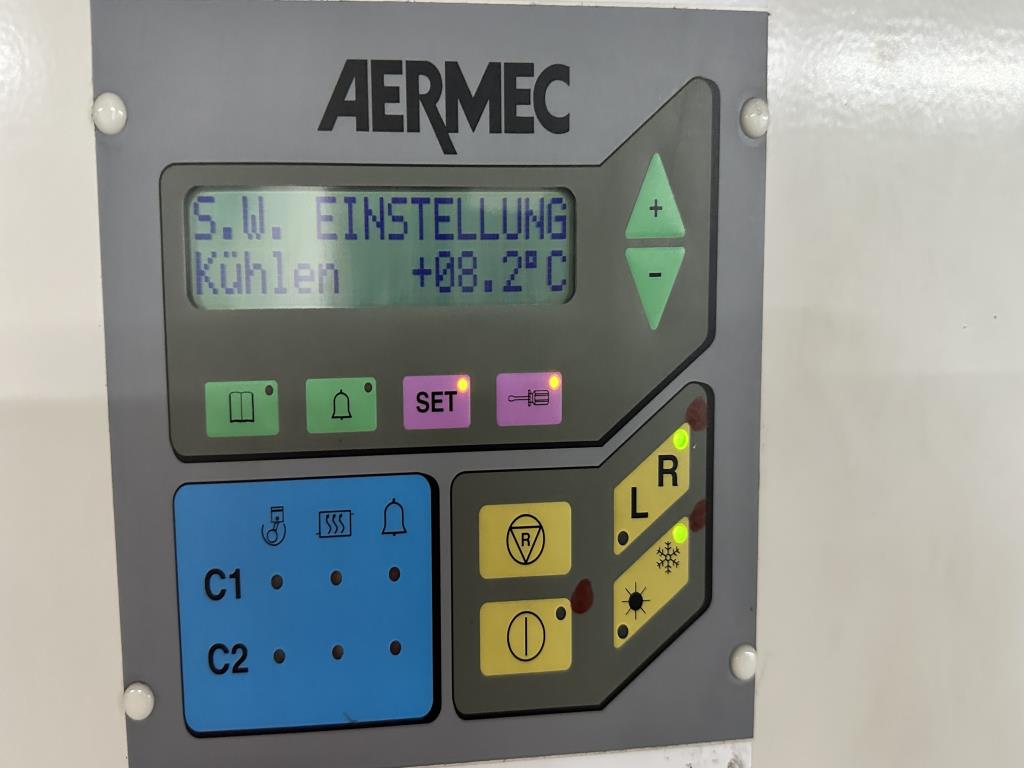 AERMEC
S.W. EINSTELLUNG
Kühlen +08.2°C
+
-
SET
R
L
R
C1
C2